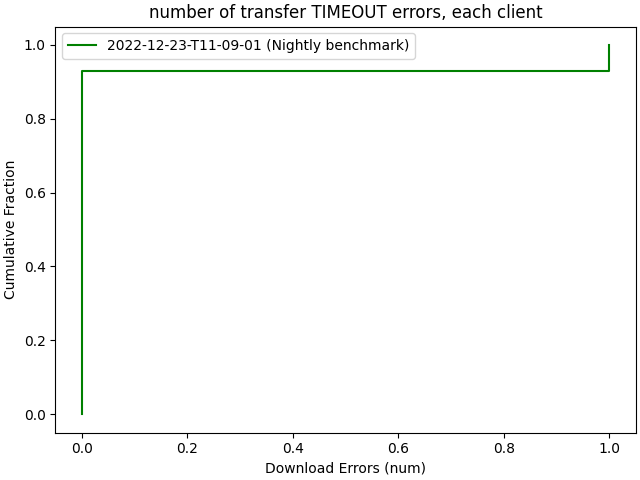 number of transfer TIMEOUT errors, each client
2022-12-23-T11-09-01 (Nightly benchmark)
1.0
0.8
0.6
0.4
0.2
0.0
Cumulative Fraction
0.0 0.2 0.4 0.6 0.8 1.0
Download Errors (num)